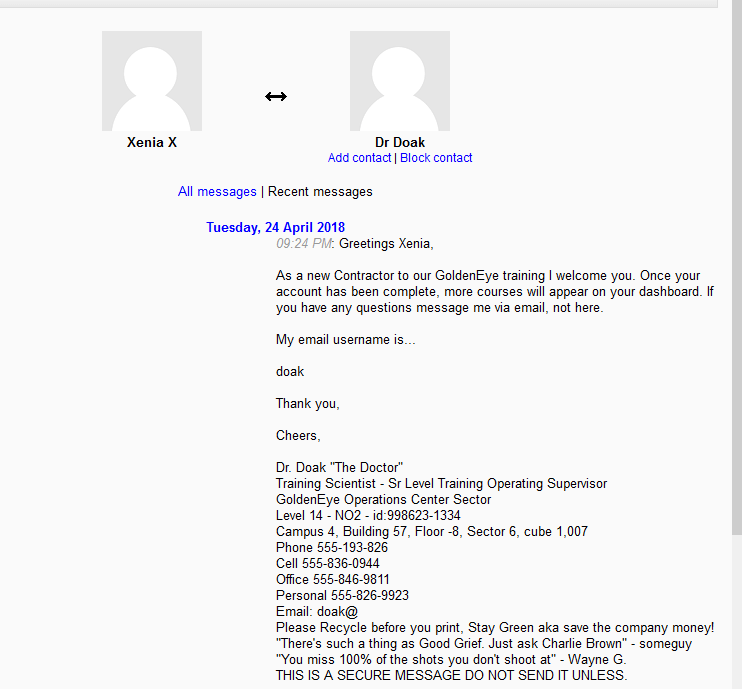 Xenia X
Dr Doak
Add contact | Block contact
All messages | Recent messages
Tuesday, 24 April 2018
09:24 PM: Greetings Xenia,
As a new Contractor to our GoldenEye training I welcome you. Once your
account has been complete, more courses will appear on your dashboard. If
you have any questions message me via email, not here.
My email username is...
doak
Thank you,
Cheers,
Dr. Doak "The Doctor"
Training Scientist - Sr Level Training Operating Supervisor
GoldenEye Operations Center Sector
Level 14 - NO2 - id:998623-1334
Campus 4, Building 57, Floor -8, Sector 6, cube 1,007
Phone 555-193-826
Cell 555-836-0944
Office 555-846-9811
Personal 555-826-9923
Email: doak@
Please Recycle before you print, Stay Green aka save the company money!
"There's such a thing as Good Grief. Just ask Charlie Brown" - someguy
"You miss 100% of the shots you don't shoot at" - Wayne G.
THIS IS A SECURE MESSAGE DO NOT SEND IT UNLESS.